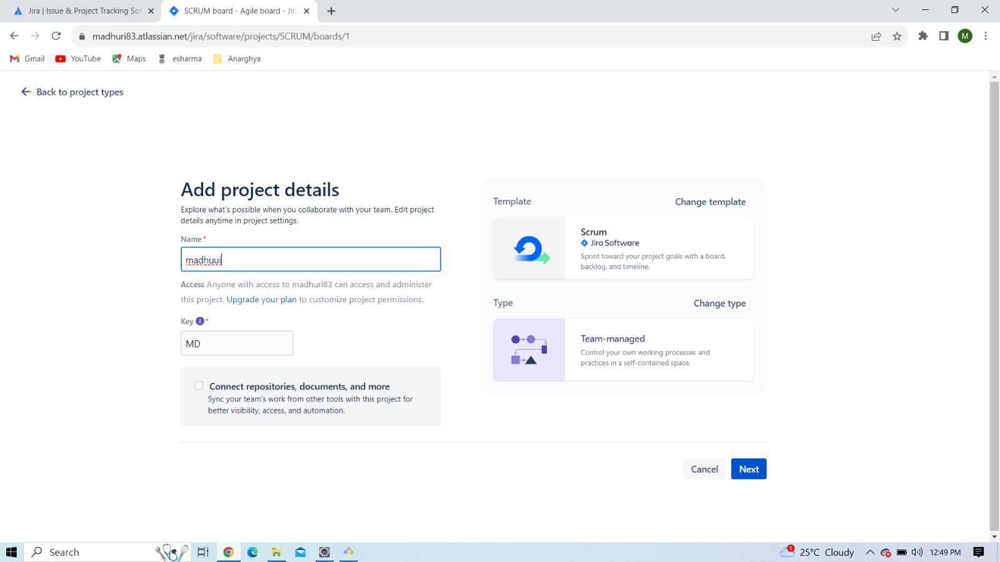 Jira | Issue & Project Tracking Sof
SCRUM board - Agile board - Jira
madhuri83.atlassian.net/jira/software/projects/SCRUM/boards/1
M
Gmail
YouTube
Maps
esharma
Anarghya
Back to project types
Add project details
Explore what's possible when you collaborate with your team. Edit project
details anytime in project settings.
Name *
madhuui
Access Anyone with access to madhuri83 can access and administer
this project. Upgrade your plan to customize project permissions.
Key i *
MD
Connect repositories, documents, and more
Sync your team's work from other tools with this project for
better visibility, access, and automation.
Template
Change template
Scrum
Jira Software
Sprint toward your project goals with a board,
backlog, and timeline.
Type
Change type
Team-managed
Control your own working processes and
practices in a self-contained space.
Cancel
Next
Search
1
25°C Cloudy
12:49 PM